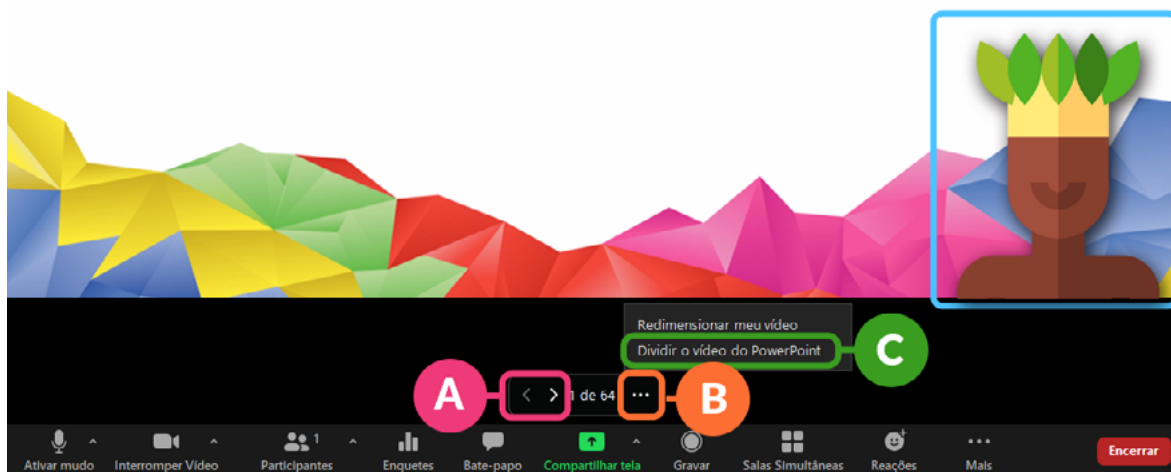 Redimensionar meu vídeo
Dividir o vídeo do PowerPoint
C
A
1 de 64 ...
B
1
Ativar mudo
Interromper Vídeo
Participantes
Enquetes
Bate-papo
Compartilhar tela
Gravar
Salas Simultâneas
Reações
Mais
Encerrar